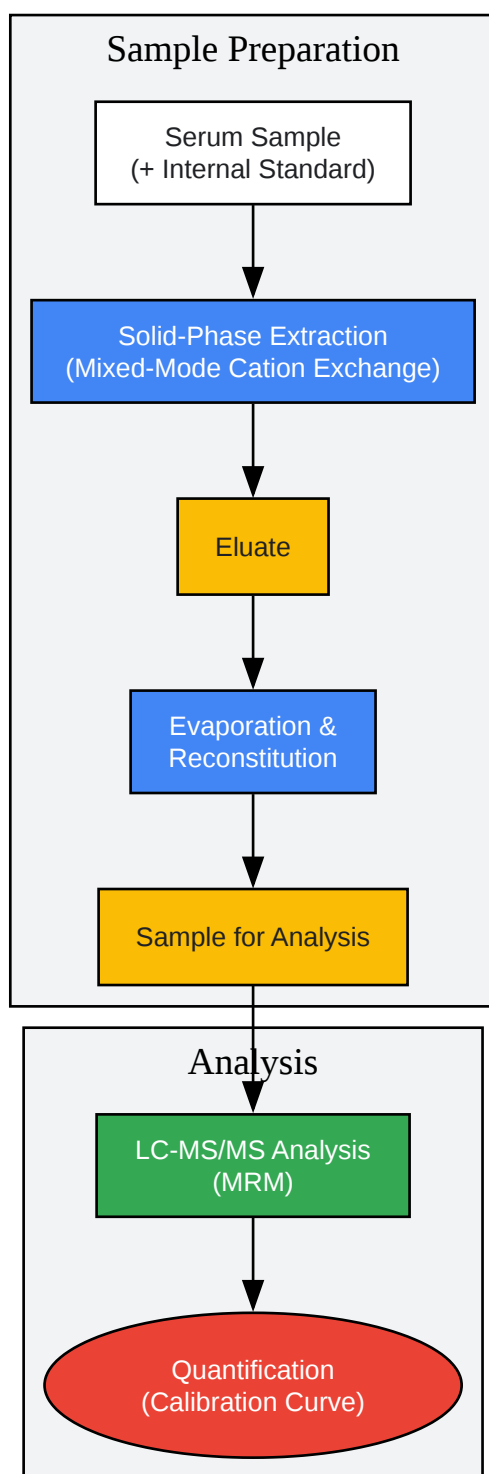 Sample Preparation
Serum Sample
(+ Internal Standard)
Solid-Phase Extraction
(Mixed-Mode Cation Exchange)
Eluate
Evaporation &
Reconstitution
Sample for Analysis
Analysis
LC-MS/MS Analysis
(MRM)
Quantification
(Calibration Curve)